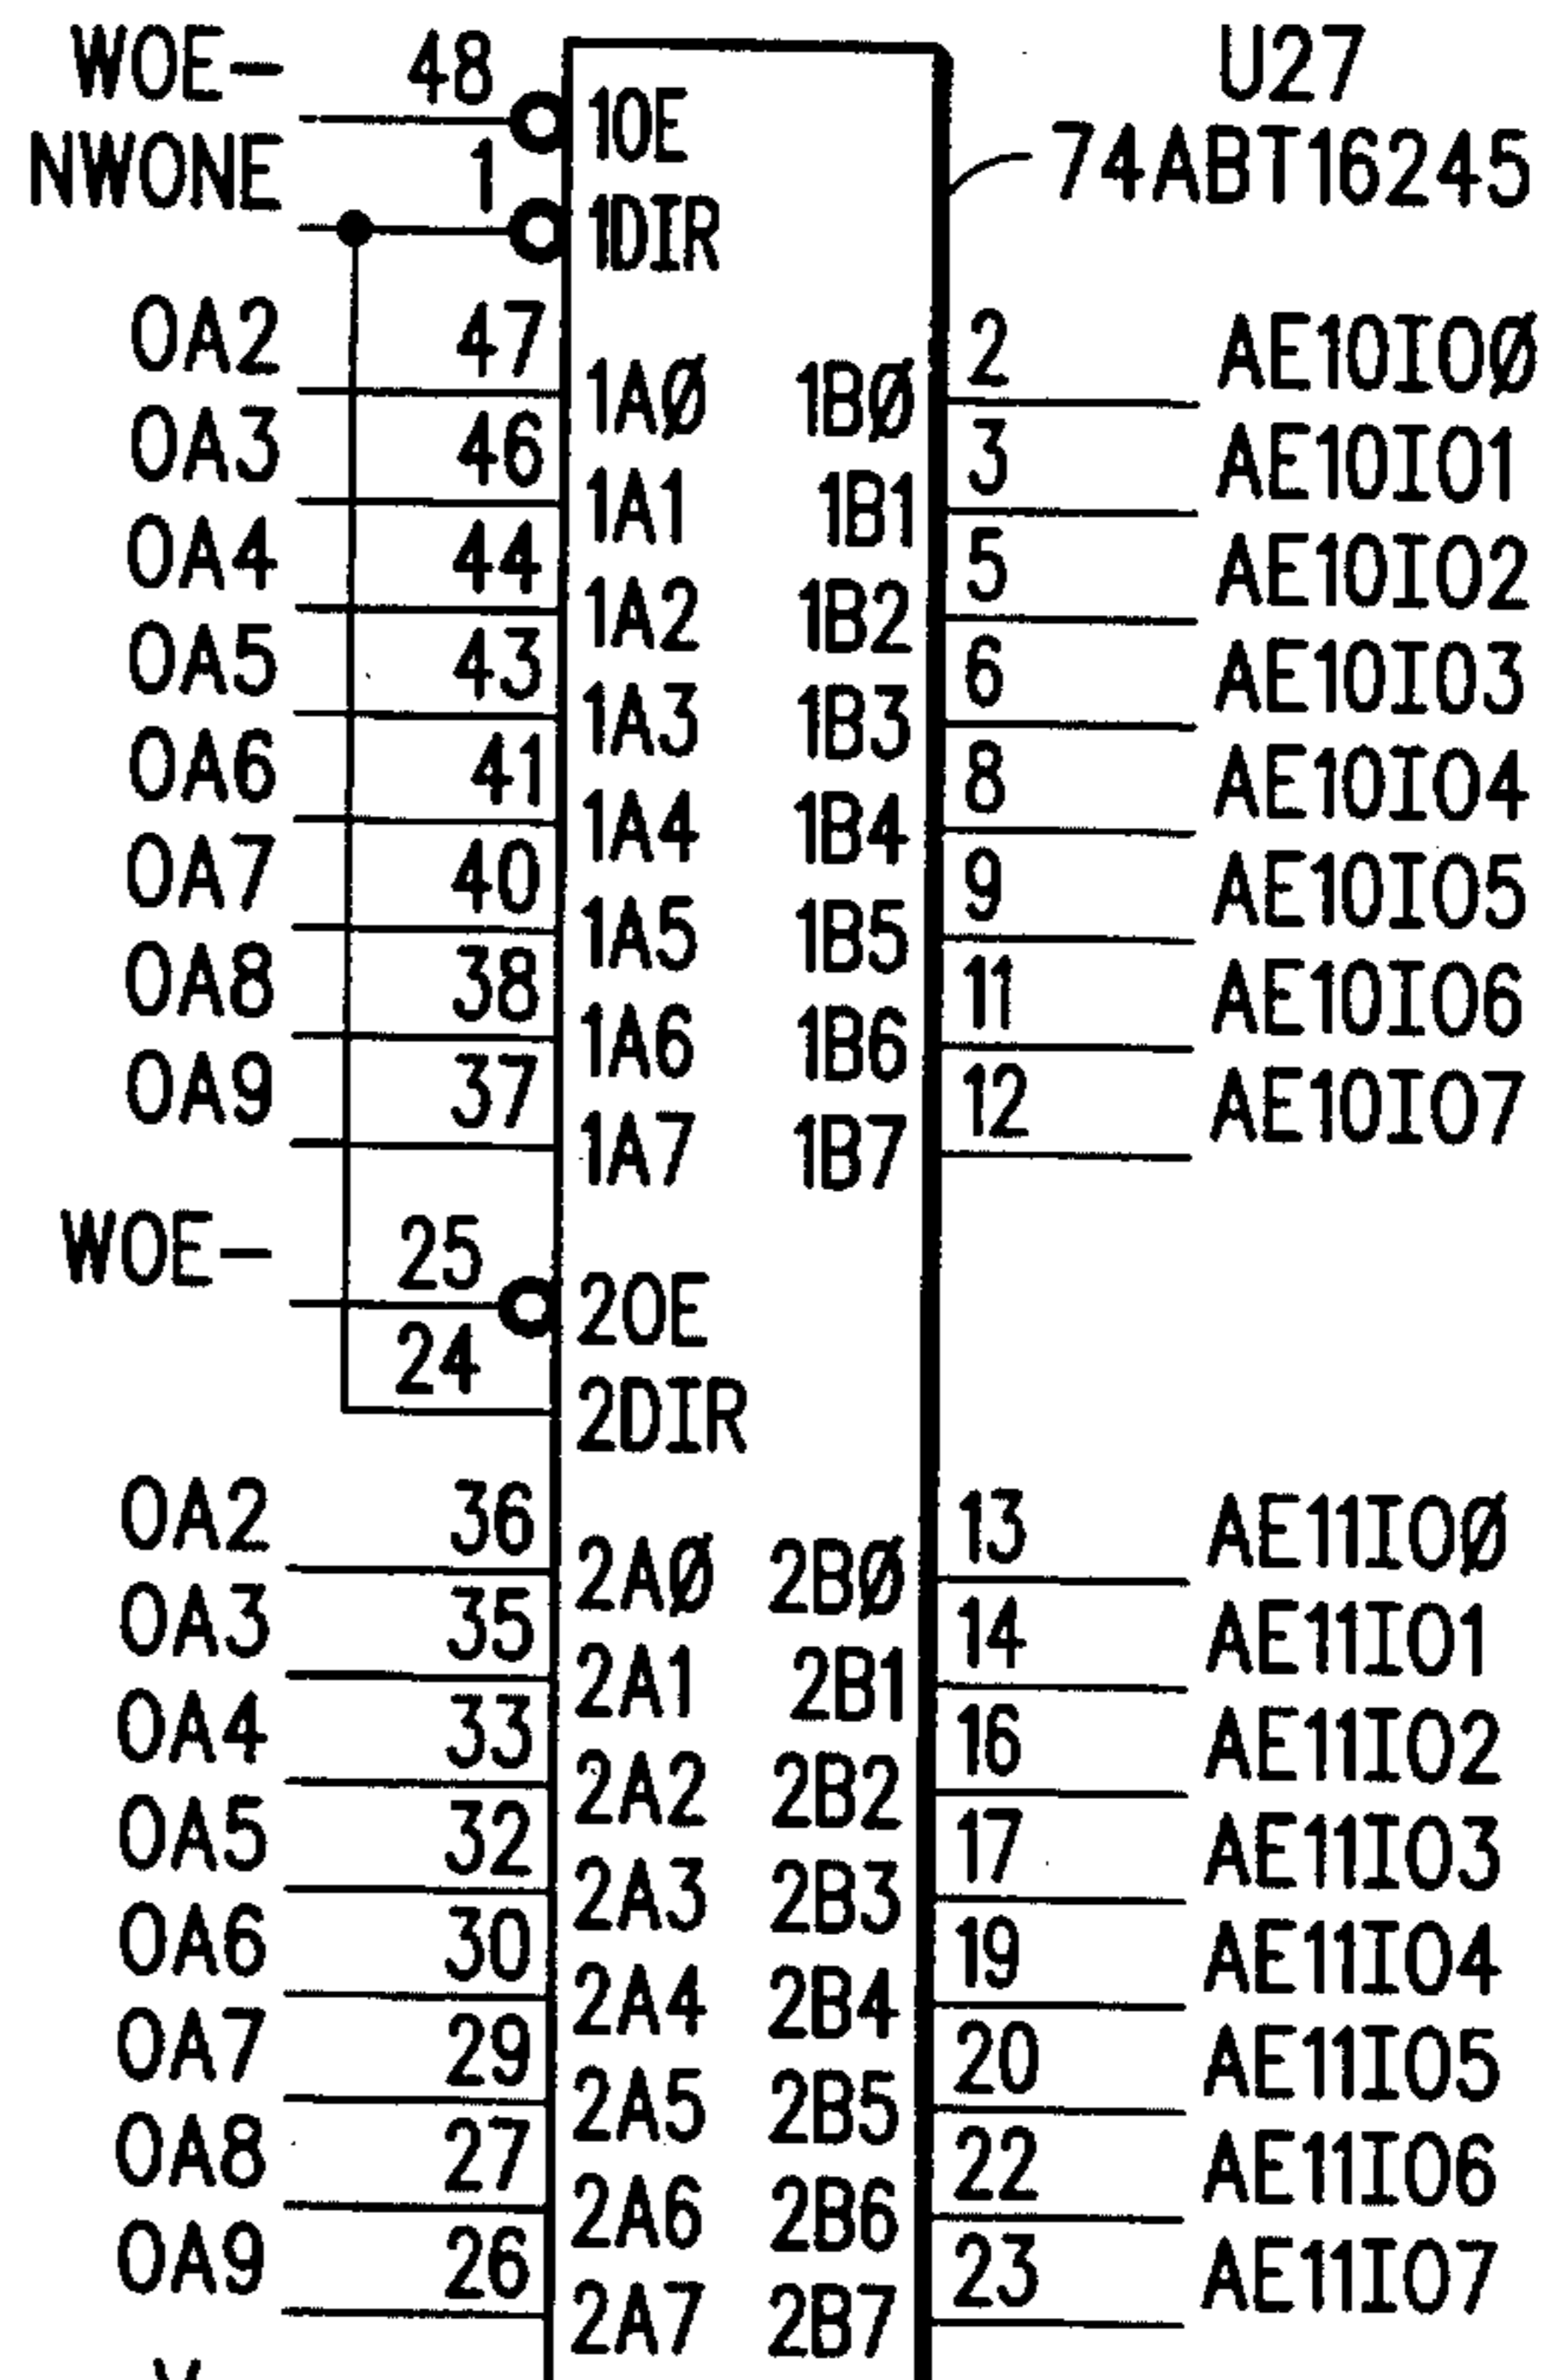 WOE- 48 U27
1OE
NWONE 1 74ABT16245
1DIR
OA2 47 1AØ 1BØ 2 AE10IOØ
OA3 46 1A1 1B1 3 AE10IO1
OA4 44 1A2 1B2 5 AE10IO2
OA5 43 1A3 1B3 6 AE10IO3
OA6 41 1A4 1B4 8 AE10IO4
OA7 40 1A5 1B5 9 AE10IO5
OA8 38 1A6 1B6 11 AE10IO6
OA9 37 1A7 1B7 12 AE10IO7
WOE- 25 2OE
24 2DIR
OA2 36 2AØ 2BØ 13 AE11IOØ
OA3 35 2A1 2B1 14 AE11IO1
OA4 33 2A2 2B2 16 AE11IO2
OA5 32 2A3 2B3 17 AE11IO3
OA6 30 2A4 2B4 19 AE11IO4
OA7 29 2A5 2B5 20 AE11IO5
OA8 27 2A6 2B6 22 AE11IO6
OA9 26 2A7 2B7 23 AE11IO7